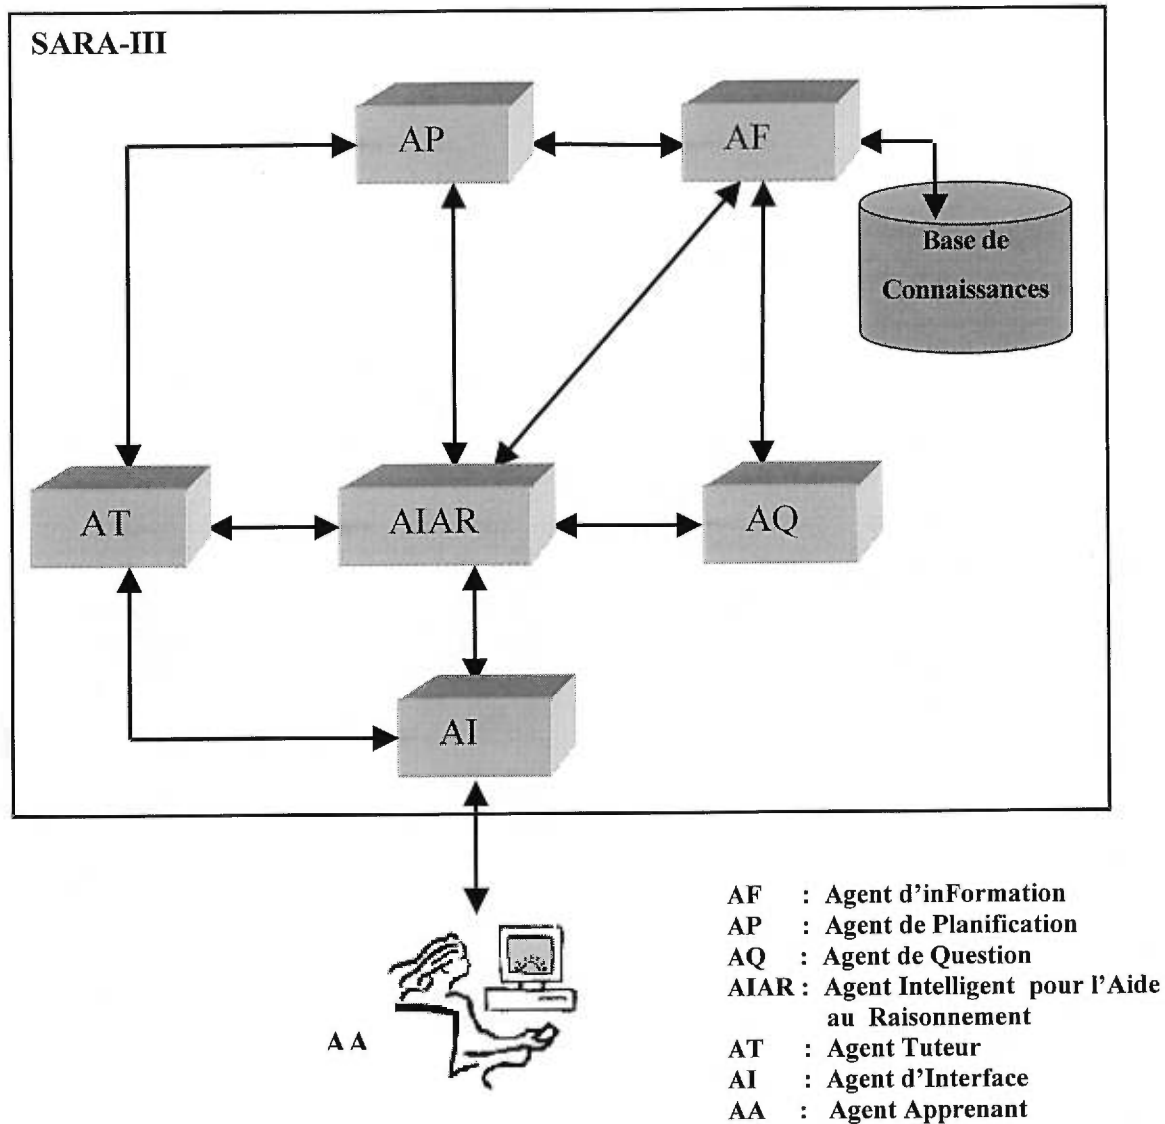 SARA-III
AP
AF
Base de
Connaissances
AT
AIAR
AQ
AI
AA
AF : Agent d'inFormation
AP : Agent de Planification
AQ : Agent de Question
AIAR : Agent Intelligent pour l'Aide
au Raisonnement
AT : Agent Tuteur
AI : Agent d'Interface
AA : Agent Apprenant